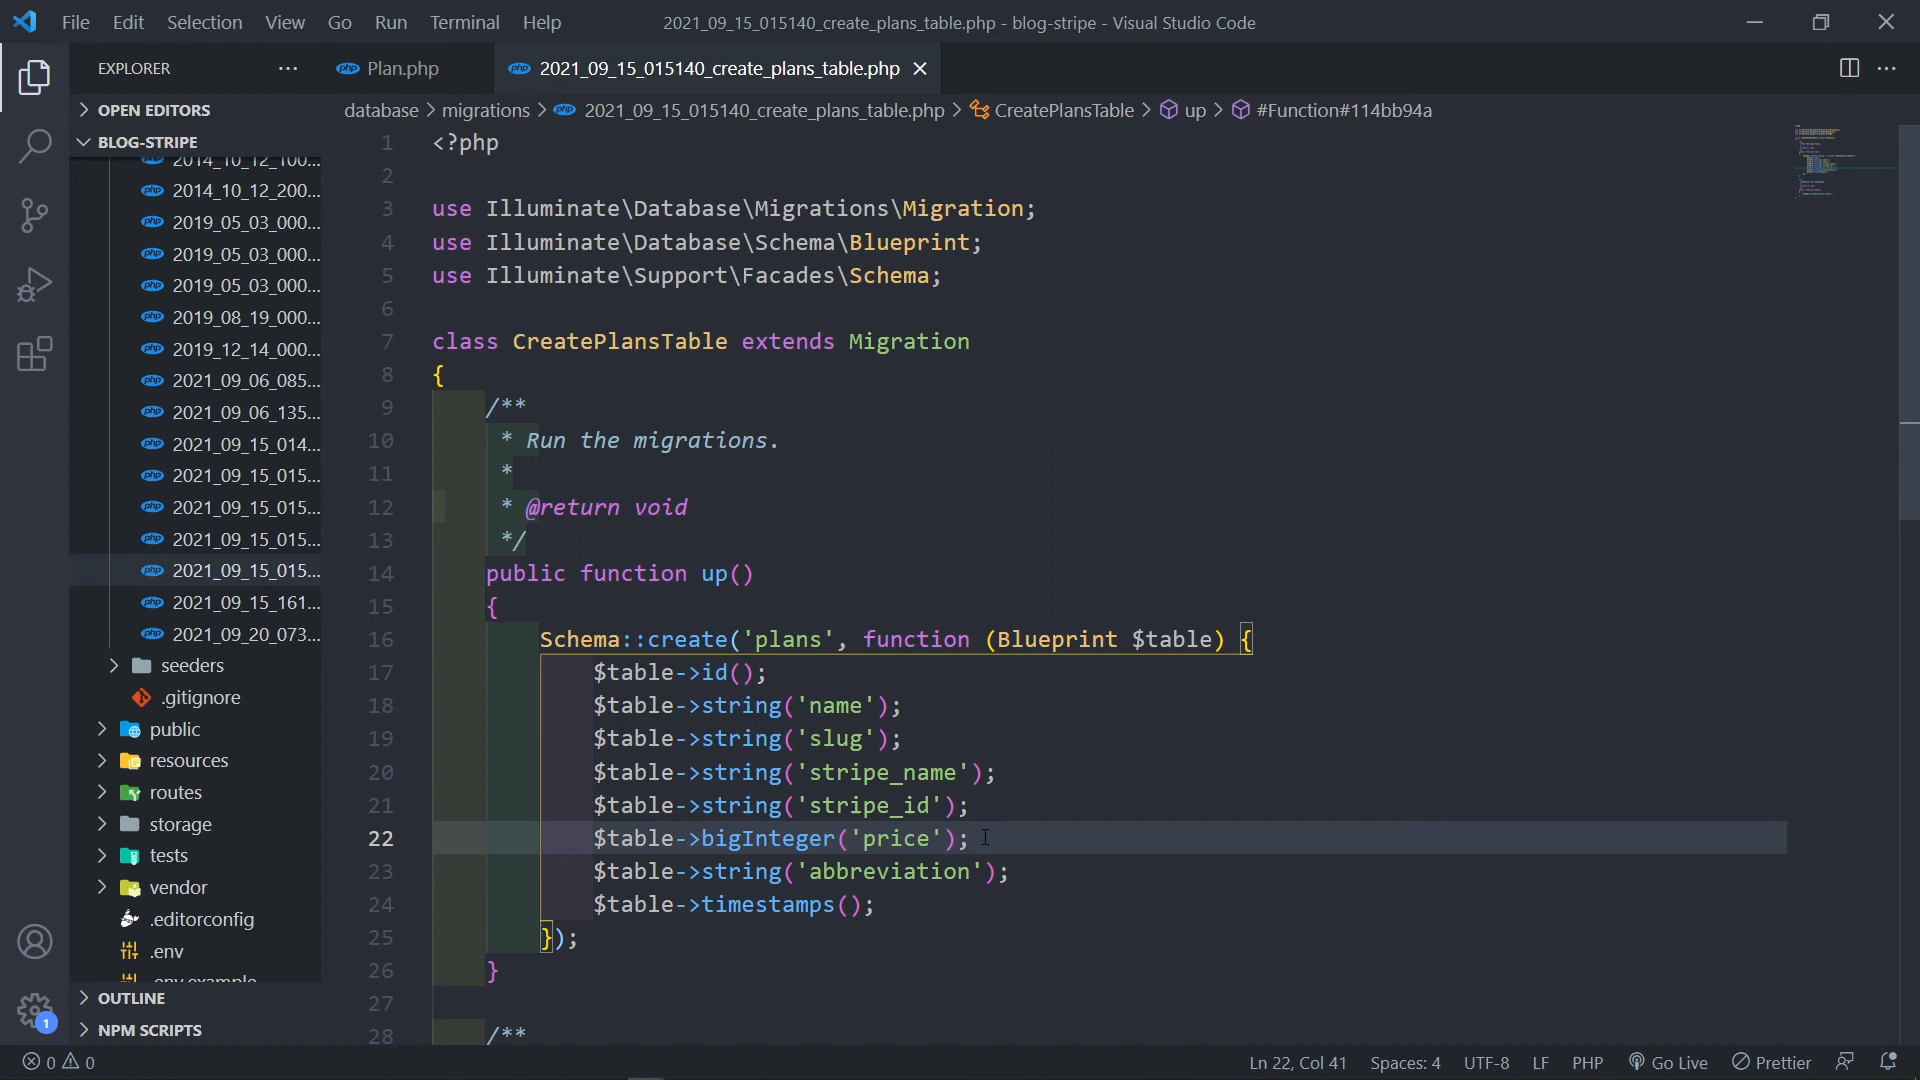 File Edit Selection View Go Run Terminal Help
2021_09_15_015140_create_plans_table.php - blog-stripe - Visual Studio Code
EXPLORER
Plan.php
2021_09_15_015140_create_plans_table.php
OPEN EDITORS
BLOG-STRIPE
database > migrations > 2021_09_15_015140_create_plans_table.php > CreatePlansTable > up > #Function#114bb94a
2014_10_12_100...
2014_10_12_200...
2019_05_03_000...
2019_05_03_000...
2019_05_03_000...
2019_08_19_000...
2019_12_14_000...
2021_09_06_085...
2021_09_06_135...
2021_09_15_014...
2021_09_15_015...
2021_09_15_015...
2021_09_15_015...
2021_09_15_015...
2021_09_15_161...
2021_09_20_073...
seeders
.gitignore
public
resources
routes
storage
tests
vendor
.editorconfig
.env
.env.example
OUTLINE
NPM SCRIPTS
1 <?php
2
3 use Illuminate\Database\Migrations\Migration;
4 use Illuminate\Database\Schema\Blueprint;
5 use Illuminate\Support\Facades\Schema;
6
7 class CreatePlansTable extends Migration
8 {
9 /**
10 * Run the migrations.
11 *
12 * @return void
13 */
14 public function up()
15 {
16 Schema::create('plans', function (Blueprint $table) {
17 $table->id();
18 $table->string('name');
19 $table->string('slug');
20 $table->string('stripe_name');
21 $table->string('stripe_id');
22 $table->bigInteger('price');
23 $table->string('abbreviation');
24 $table->timestamps();
25 });
26 }
27
28 /**
1
0 0
Ln 22, Col 41 Spaces: 4 UTF-8 LF PHP Go Live Prettier